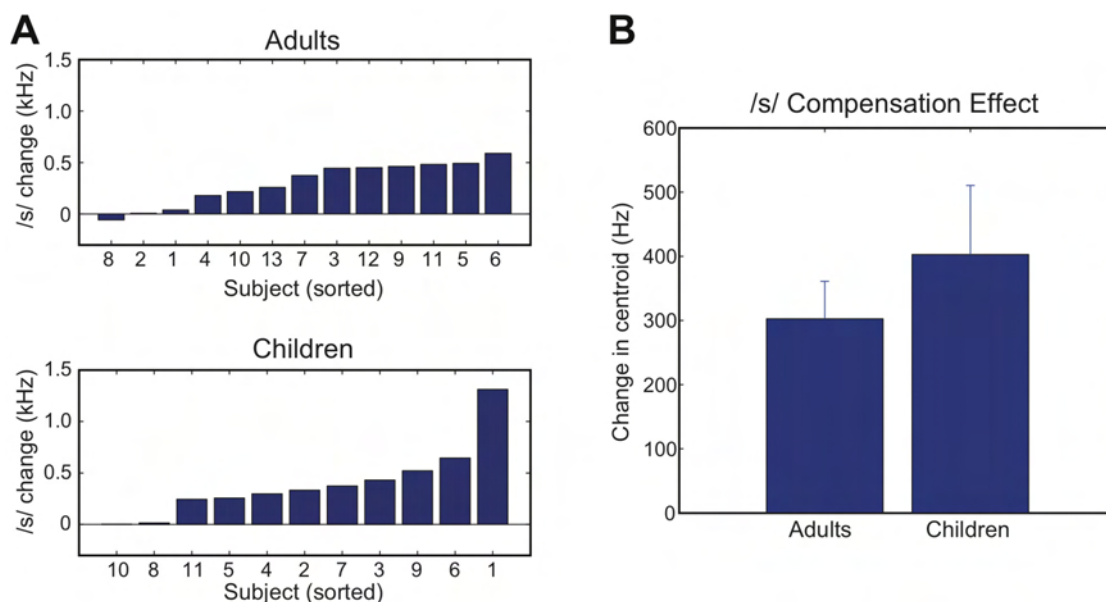 A
Adults
/s/ change (kHz)
1.5
1.0
0.5
0
8 2 1 4 10 13 7 3 12 9 11 5 6
Subject (sorted)
Children
/s/ change (kHz)
1.5
1.0
0.5
0
10 8 11 5 4 2 7 3 9 6 1
Subject (sorted)
B
/s/ Compensation Effect
Change in centroid (Hz)
600
500
400
300
200
100
0
Adults Children